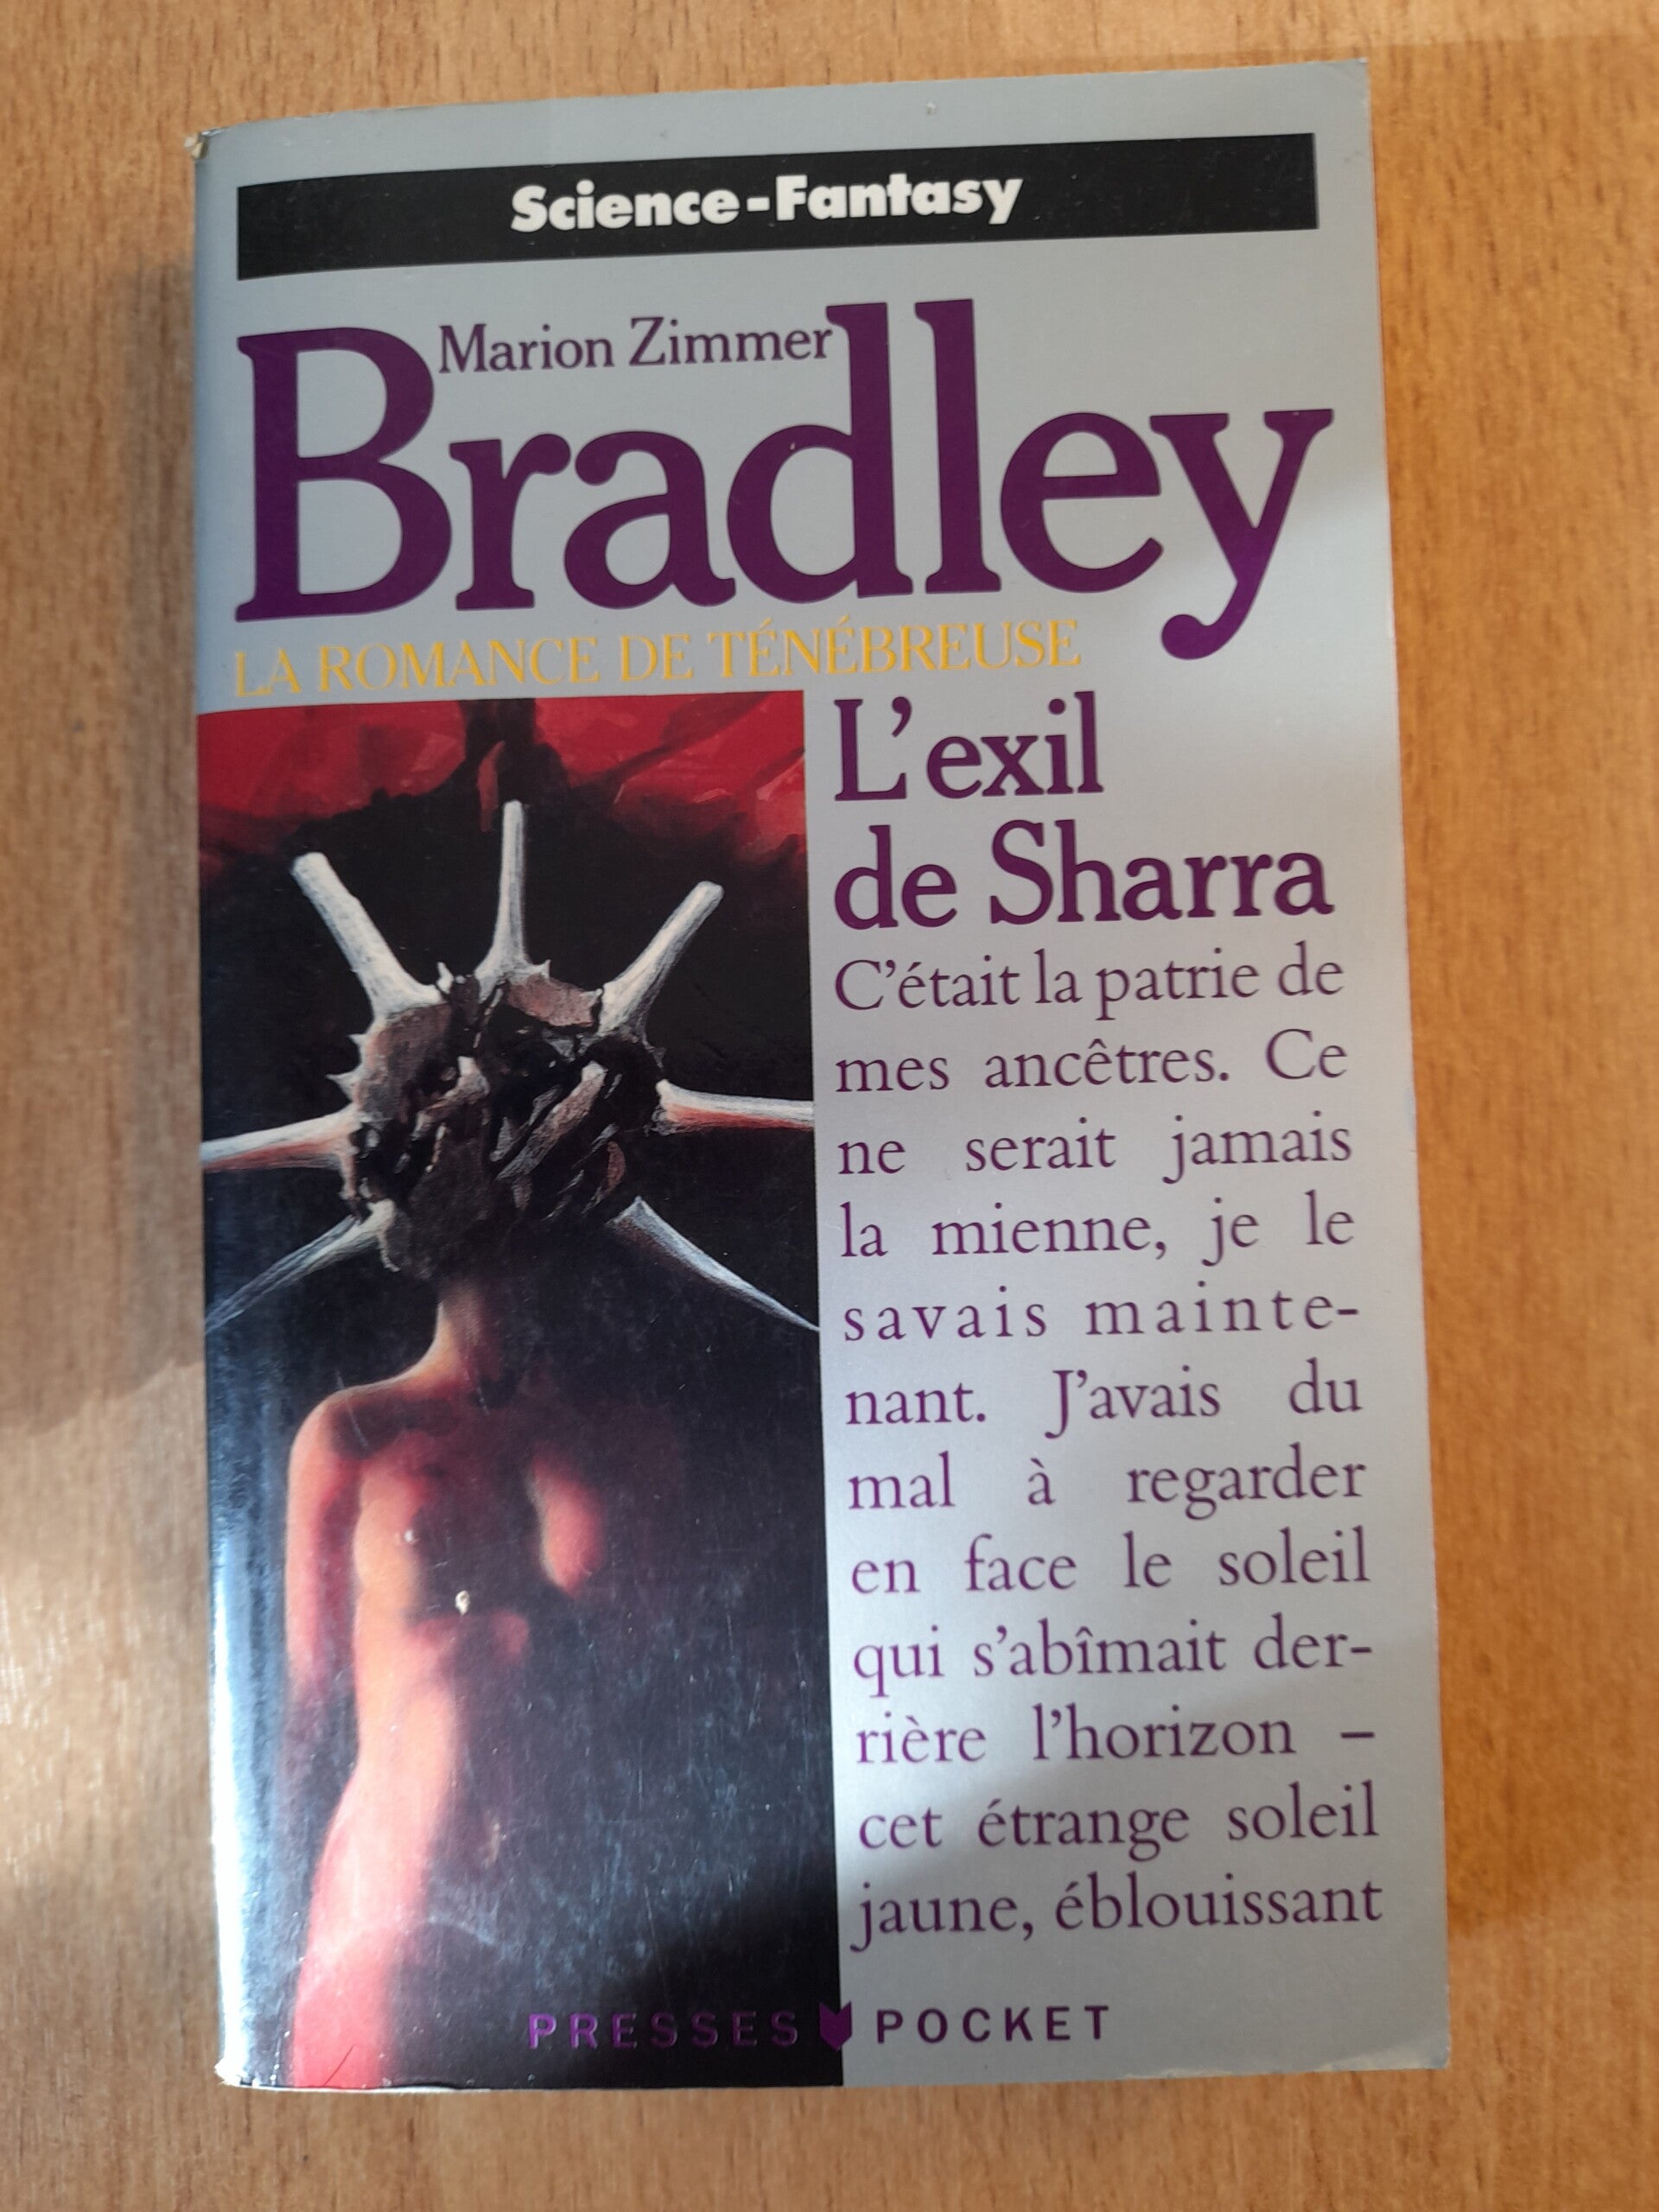 Science-Fantasy
Marion Zimmer
Bradley
LA ROMANCE DE TÉNÉBREUSE
L'exil
de Sharra
C'était la patrie de
mes ancêtres. Ce
ne serait jamais
la mienne, je le
savais mainte-
nant. J'avais du
mal à regarder
en face le soleil
qui s'abîmait der-
rière l'horizon –
cet étrange soleil
jaune, éblouissant
PRESSES POCKET